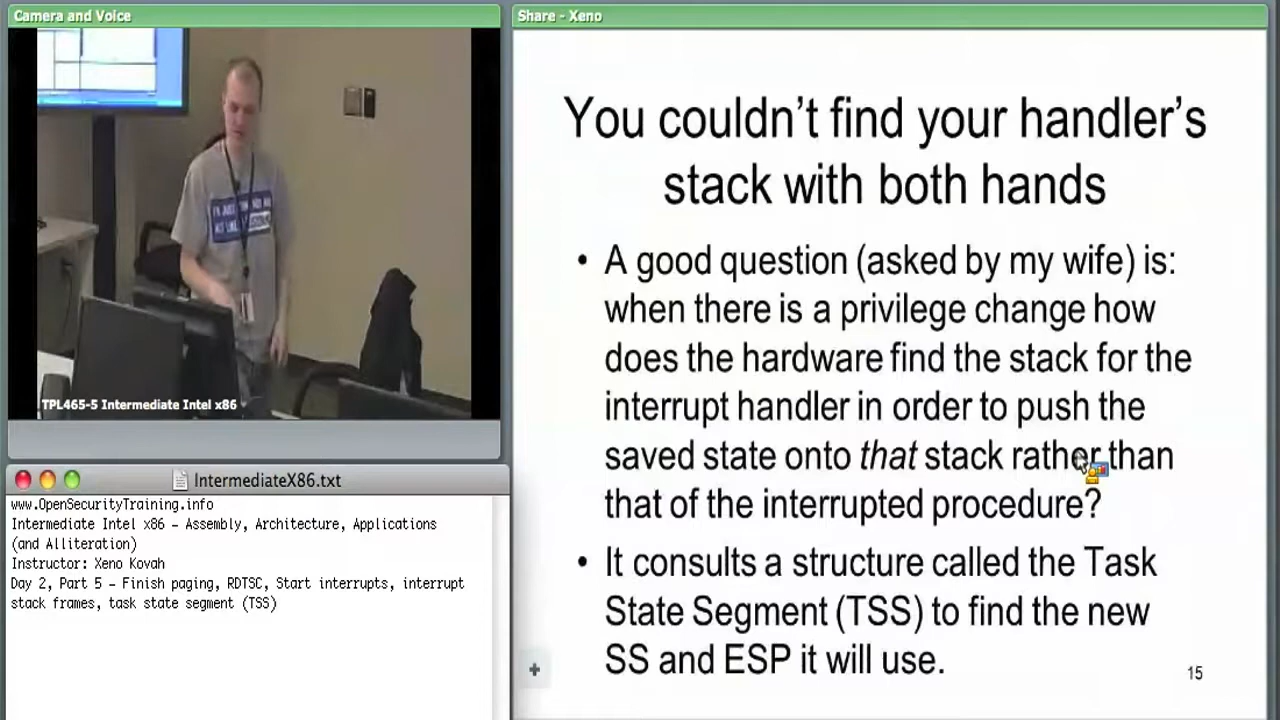 Camera and Voice
TPL465-5 Intermediate Intel x86
IntermediateX86.txt
www.OpenSecurityTraining.info
Intermediate Intel x86 – Assembly, Architecture, Applications
(and Alliteration)
Instructor: Xeno Kovah
Day 2, Part 5 – Finish paging, RDTSC, Start interrupts, interrupt
stack frames, task state segment (TSS)
Share - Xeno
You couldn't find your handler's
stack with both hands
• A good question (asked by my wife) is:
when there is a privilege change how
does the hardware find the stack for the
interrupt handler in order to push the
saved state onto that stack rather than
that of the interrupted procedure?
• It consults a structure called the Task
State Segment (TSS) to find the new
SS and ESP it will use.
15